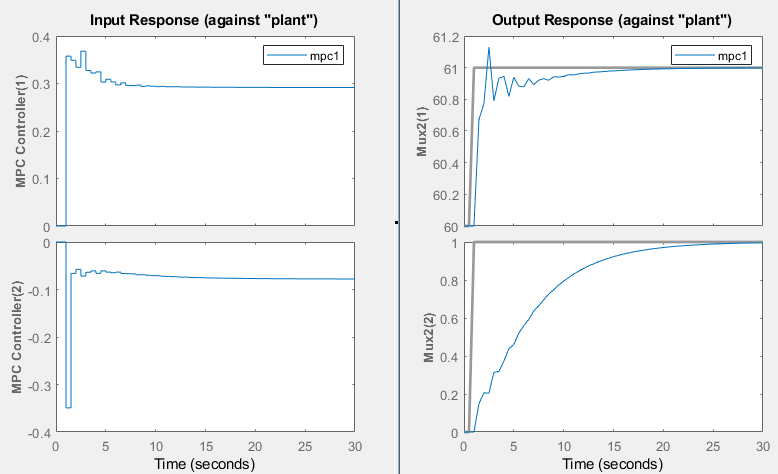 Input Response (against "plant")
MPC Controller(1)
0.4
0.3
0.2
0.1
0
mpc1
MPC Controller(2)
0
-0.1
-0.2
-0.3
-0.4
0 5 10 15 20 25 30
Time (seconds)
Output Response (against "plant")
Mux2(1)
61.2
61
60.8
60.6
60.4
60.2
60
mpc1
Mux2(2)
1
0.8
0.6
0.4
0.2
0
0 5 10 15 20 25 30
Time (seconds)